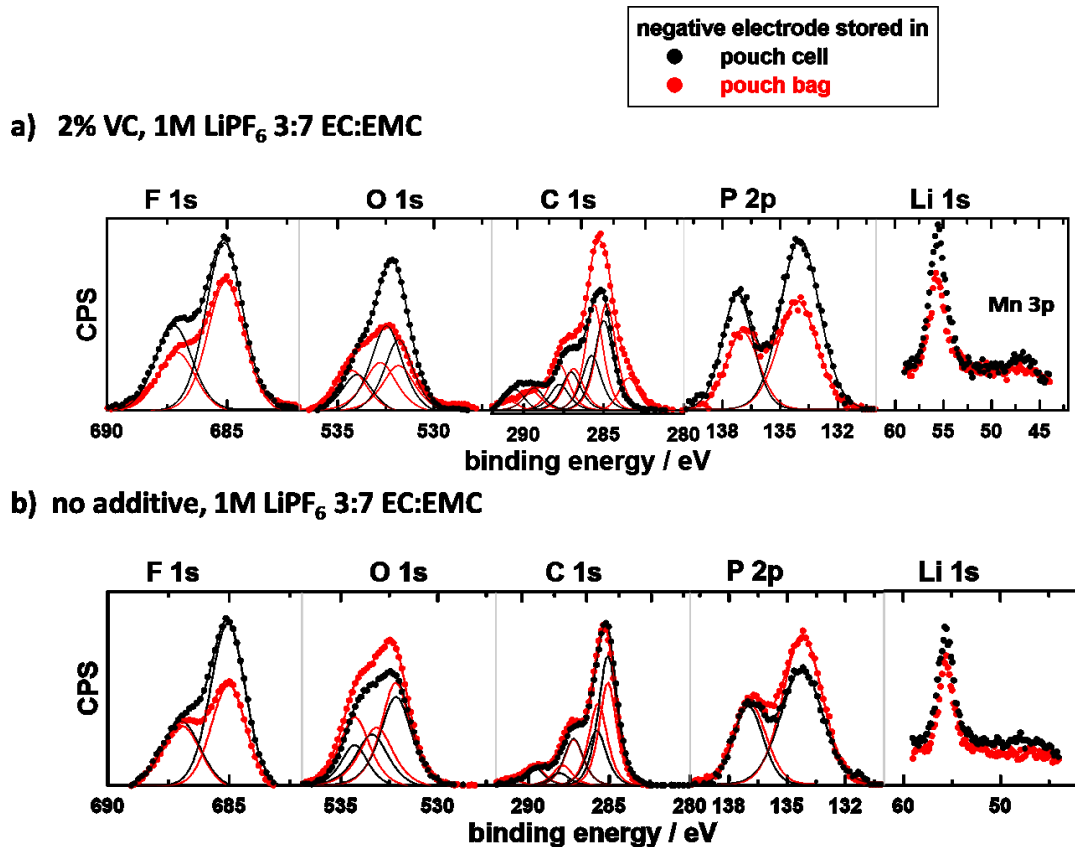 negative electrode stored in
pouch cell
pouch bag
a) 2% VC, 1M LiPF₆ 3:7 EC:EMC
F 1s O 1s C 1s P 2p Li 1s
CPS
Mn 3p
690 685 535 530 290 285 280 138 135 132 60 55 50 45
binding energy / eV
b) no additive, 1M LiPF₆ 3:7 EC:EMC
F 1s O 1s C 1s P 2p Li 1s
CPS
690 685 535 530 290 285 280 138 135 132 60 50
binding energy / eV